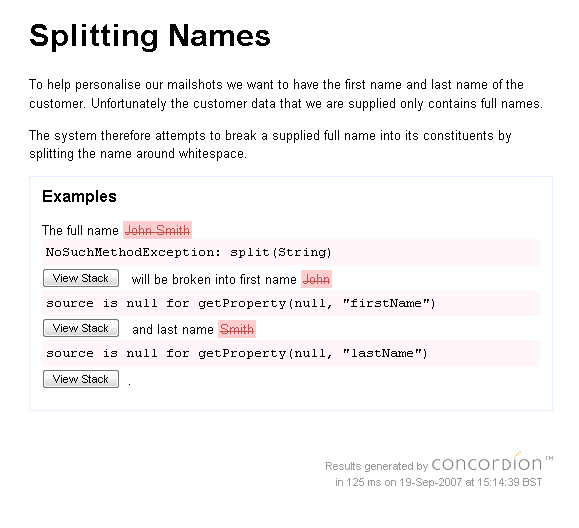 Splitting Names
To help personalise our mailshots we want to have the first name and last name of the
customer. Unfortunately the customer data that we are supplied only contains full names.
The system therefore attempts to break a supplied full name into its constituents by
splitting the name around whitespace.
Examples
The full name John Smith
NoSuchMethodException: split(String)
View Stack will be broken into first name John
source is null for getProperty(null, "firstName")
View Stack and last name Smith
source is null for getProperty(null, "lastName")
View Stack .
Results generated by concordion™
in 125 ms on 19-Sep-2007 at 15:14:39 BST